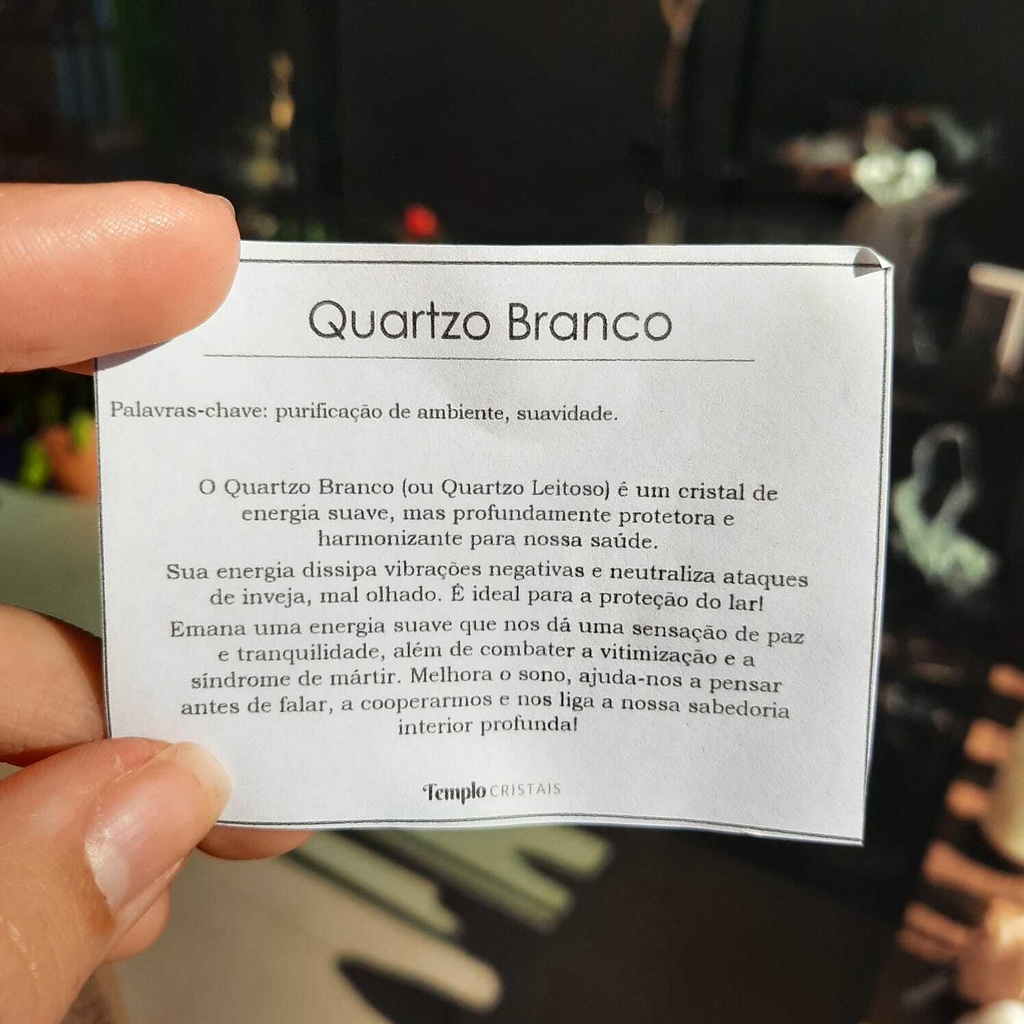 Quartzo Branco
Palavras-chave: purificação de ambiente, suavidade.
O Quartzo Branco (ou Quartzo Leitoso) é um cristal de
energia suave, mas profundamente protetora e
harmonizante para nossa saúde.
Sua energia dissipa vibrações negativas e neutraliza ataques
de inveja, mal olhado. É ideal para a proteção do lar!
Emana uma energia suave que nos dá uma sensação de paz
e tranquilidade, além de combater a vitimização e a
síndrome de mártir. Melhora o sono, ajuda-nos a pensar
antes de falar, a cooperarmos e nos liga a nossa sabedoria
interior profunda!
Templo CRISTAIS